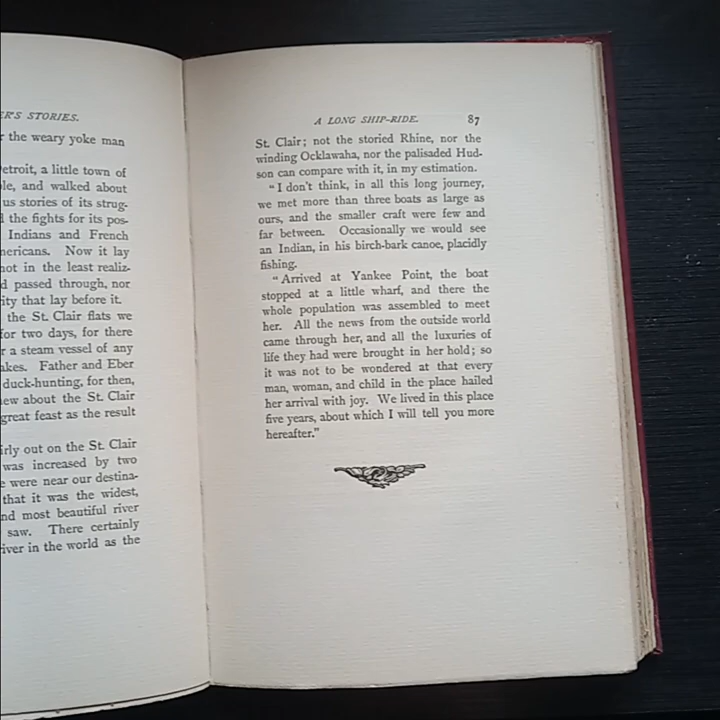 ER'S STORIES.
r the weary yoke man
etroit, a little town of
ole, and walked about
us stories of its strug-
l the fights for its pos-
Indians and French
mericans. Now it lay
not in the least realiz-
d passed through, nor
ity that lay before it.
the St. Clair flats we
for two days, for there
r a steam vessel of any
akes. Father and Eber
duck-hunting, for then,
ew about the St. Clair
great feast as the result
irly out on the St. Clair
was increased by two
e were near our destina-
that it was the widest,
nd most beautiful river
saw. There certainly
iver in the world as the
A LONG SHIP-RIDE. 87
St. Clair; not the storied Rhine, nor the
winding Ocklawaha, nor the palisaded Hud-
son can compare with it, in my estimation.
"I don't think, in all this long journey,
we met more than three boats as large as
ours, and the smaller craft were few and
far between. Occasionally we would see
an Indian, in his birch-bark canoe, placidly
fishing.
"Arrived at Yankee Point, the boat
stopped at a little wharf, and there the
whole population was assembled to meet
her. All the news from the outside world
came through her, and all the luxuries of
life they had were brought in her hold; so
it was not to be wondered at that every
man, woman, and child in the place hailed
her arrival with joy. We lived in this place
five years, about which I will tell you more
hereafter."